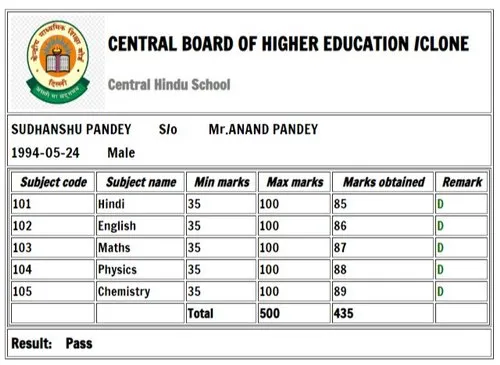 CENTRAL BOARD OF HIGHER EDUCATION /CLONE
Central Hindu School
SUDHANSHU PANDEY S/o Mr.ANAND PANDEY
1994-05-24 Male
Subject code Subject name Min marks Max marks Marks obtained Remark
101 Hindi 35 100 85 D
102 English 35 100 86 D
103 Maths 35 100 87 D
104 Physics 35 100 88 D
105 Chemistry 35 100 89 D
Total 500 435
Result: Pass